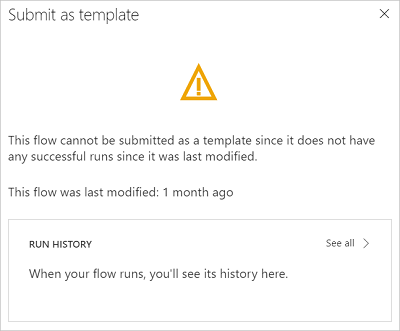 Submit as template
This flow cannot be submitted as a template since it does not have
any successful runs since it was last modified.
This flow was last modified: 1 month ago
RUN HISTORY
See all
When your flow runs, you'll see its history here.